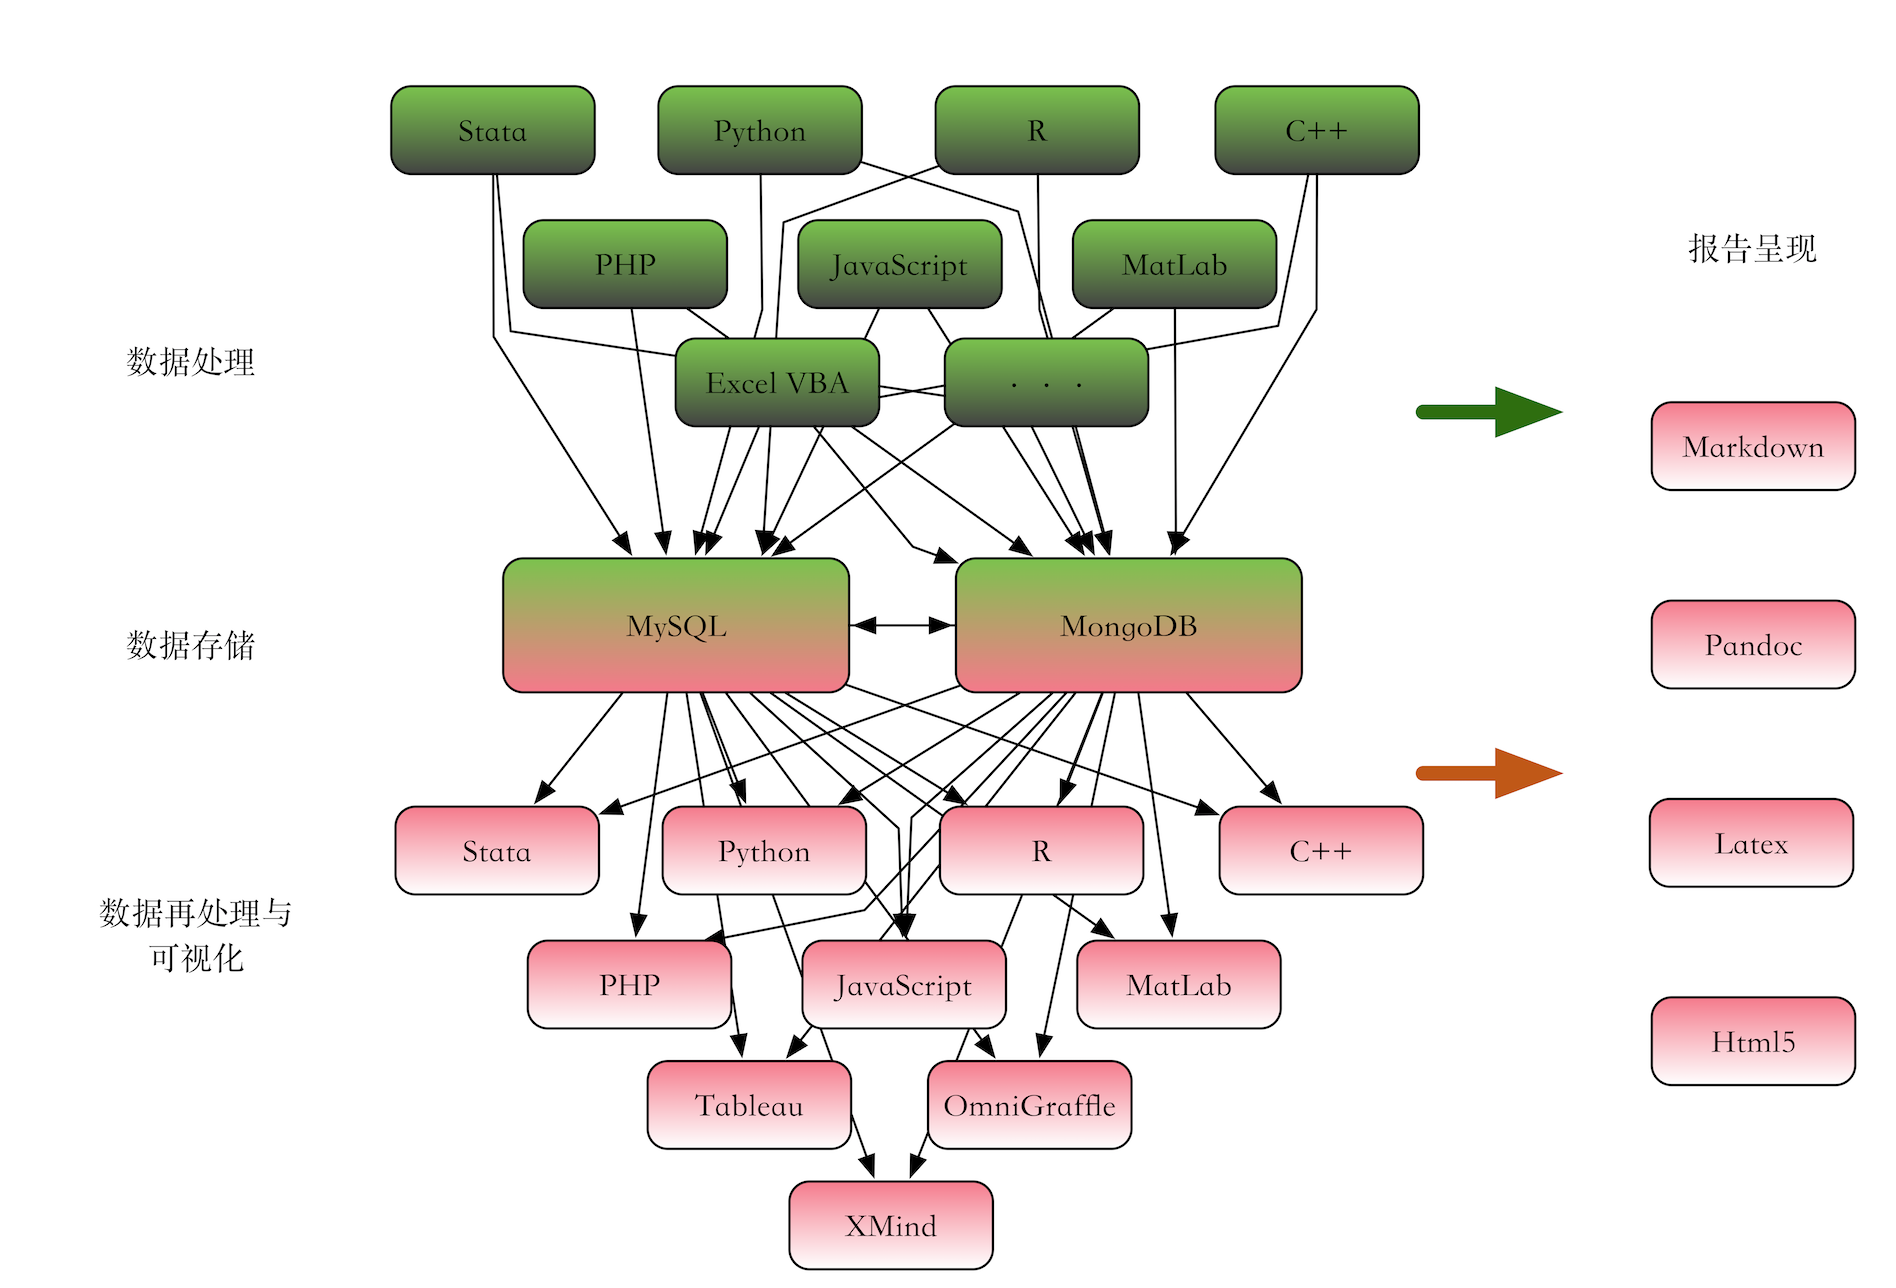 Stata
Python
R
C++
PHP
JavaScript
MatLab
报告呈现
数据处理
Excel VBA
. . .
Markdown
数据存储
MySQL
MongoDB
Pandoc
Stata
Python
R
C++
Latex
数据再处理与
可视化
PHP
JavaScript
MatLab
Html5
Tableau
OmniGraffle
XMind